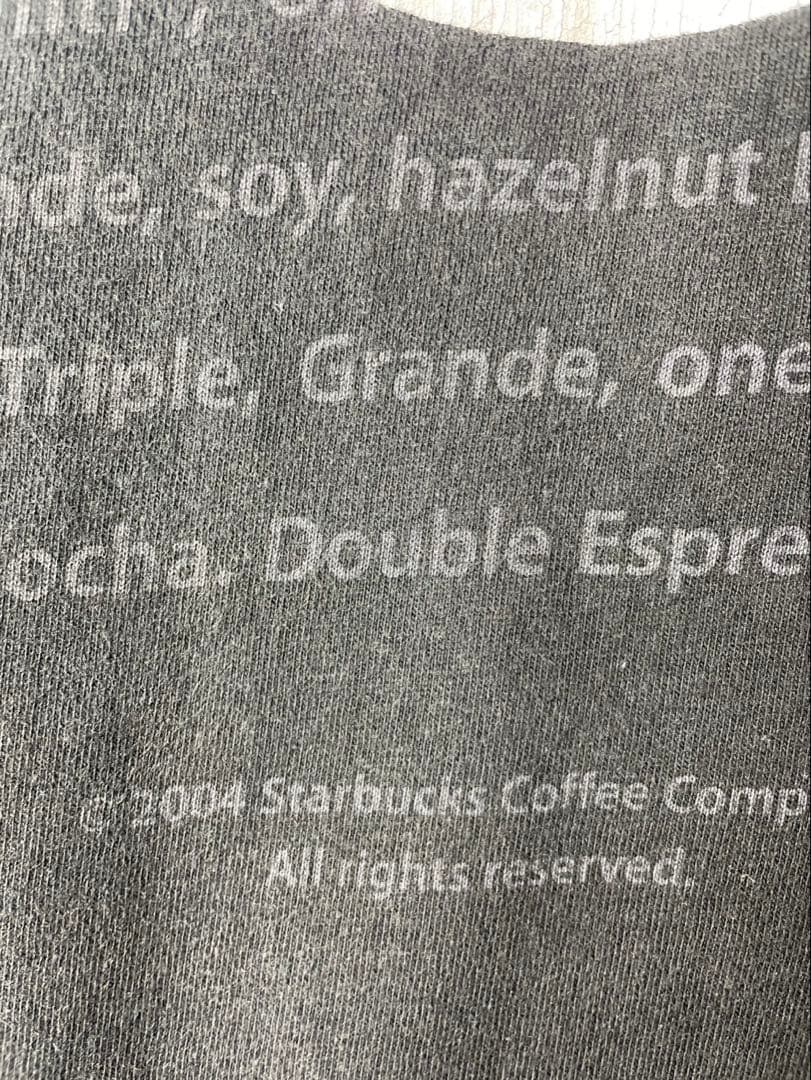 de, soy, hazelnut
Triple, Grande, one
ocha, Double Espre
© 2004 Starbucks Coffee Comp
All rights reserved.